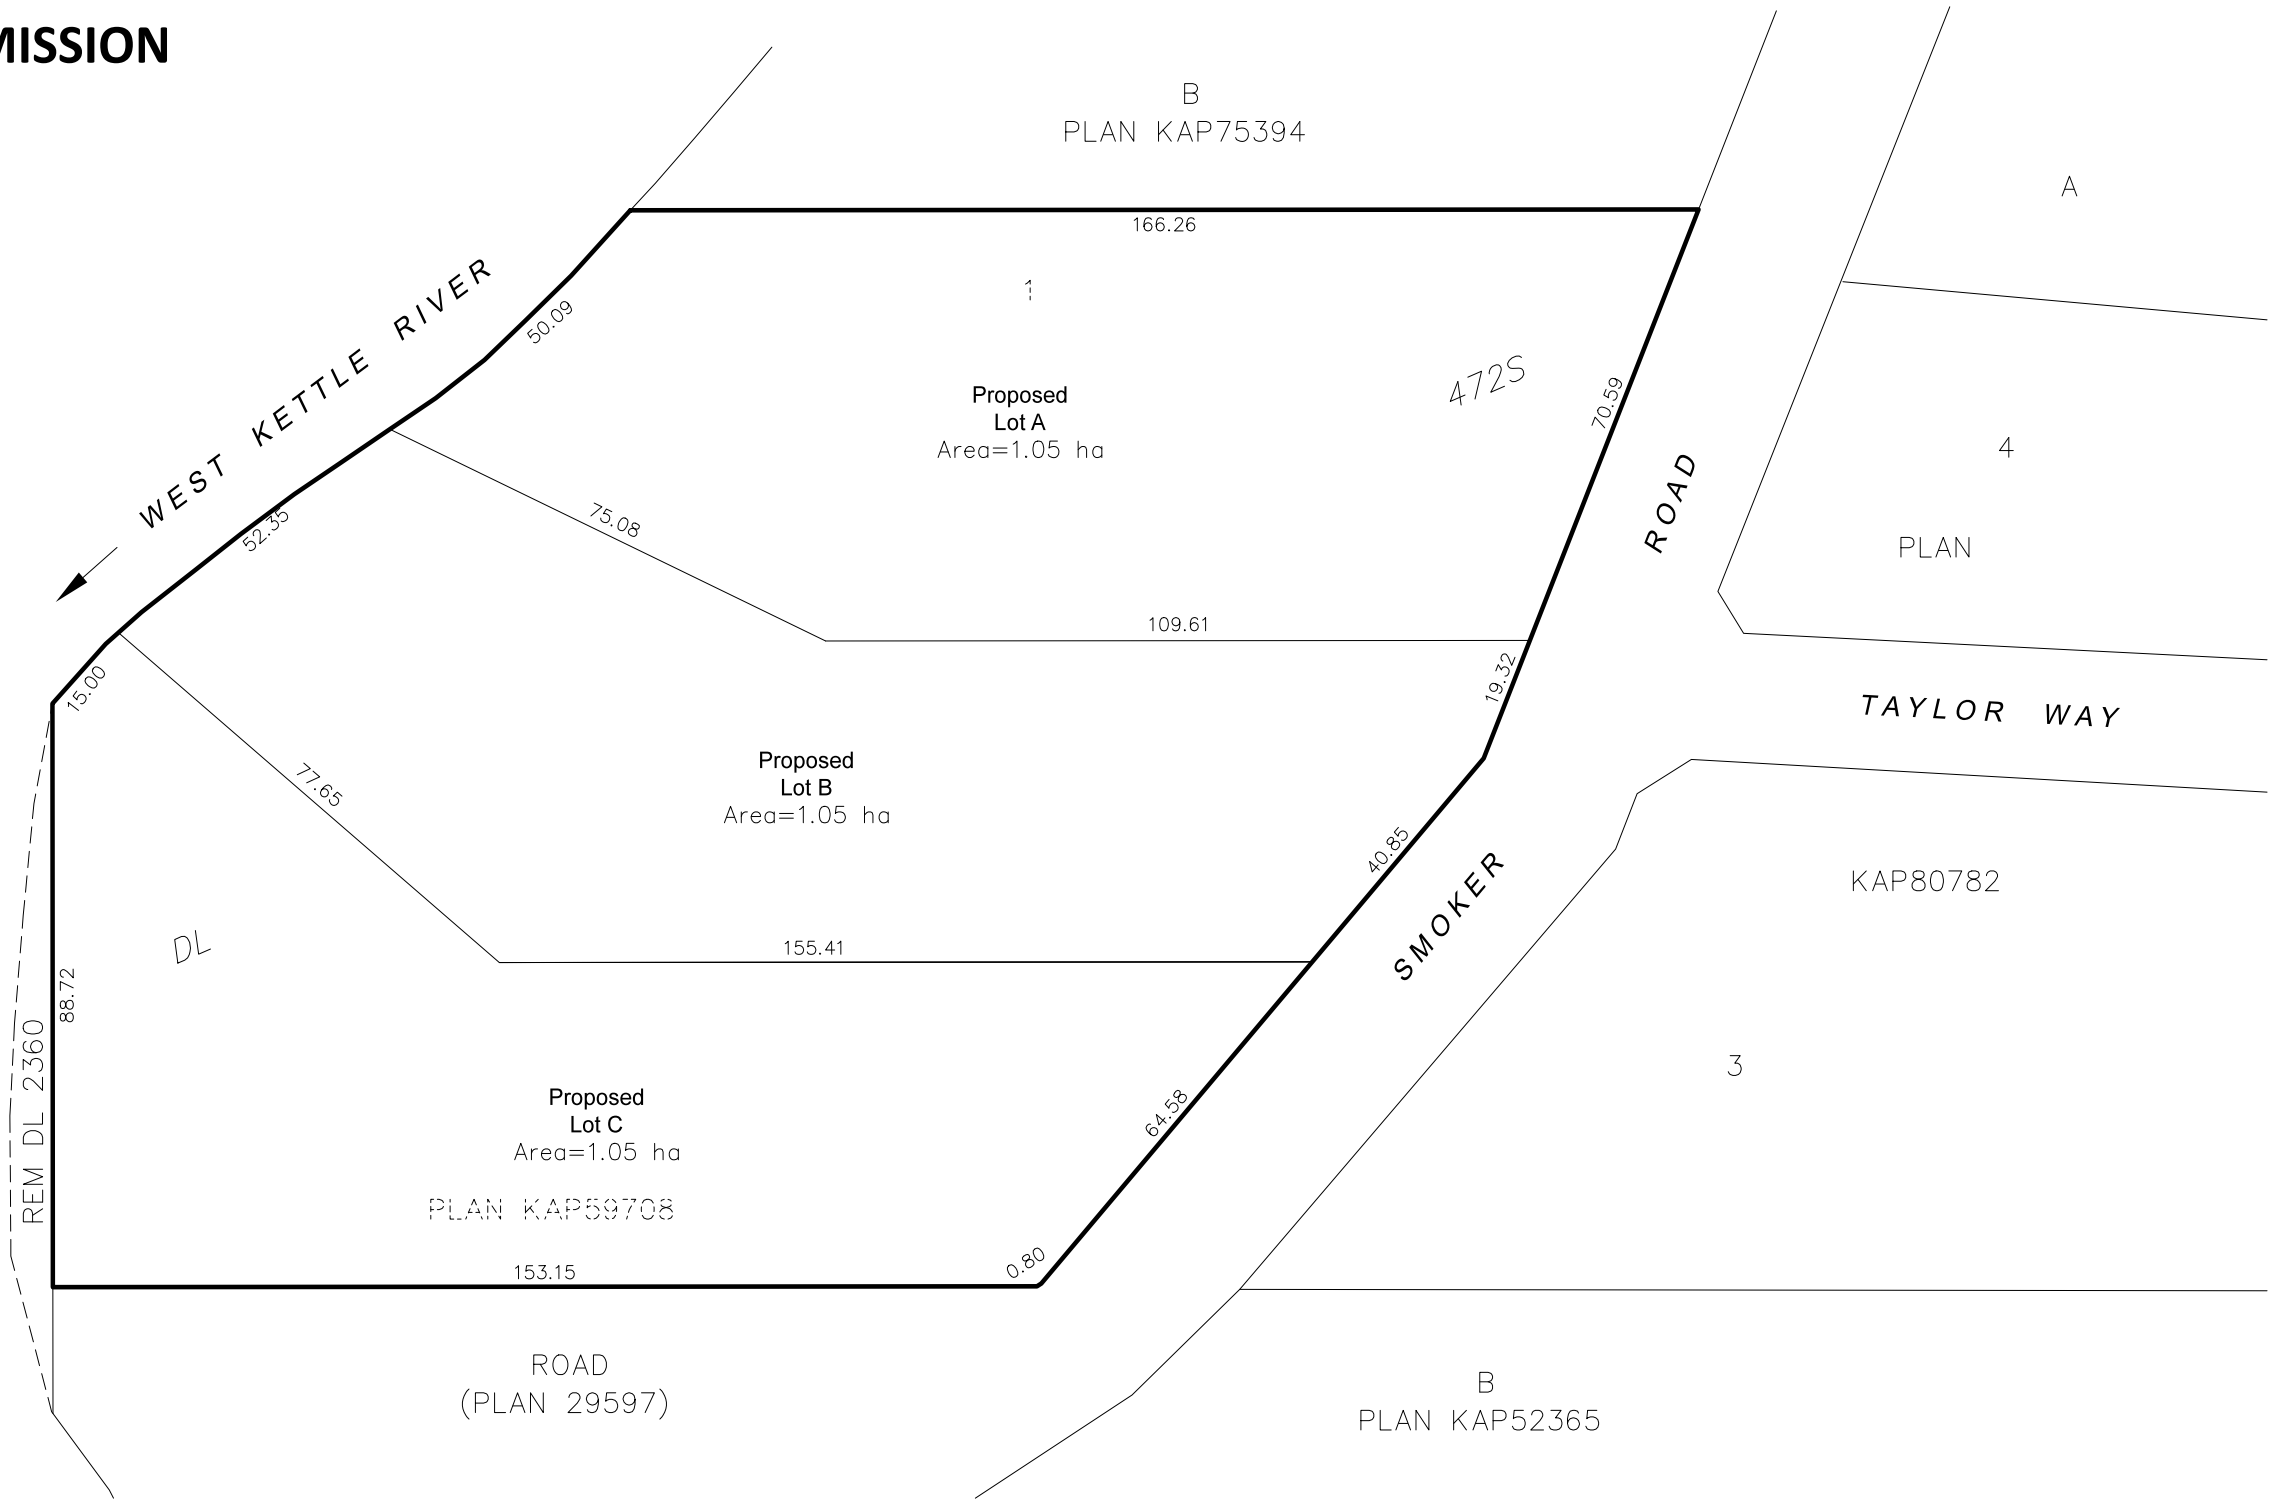 MISSION
B
PLAN KAP75394
A
166.26
WEST KETTLE RIVER
50.09
1
472S
Proposed
Lot A
Area=1.05 ha
70.59
ROAD
4
PLAN
52.35
75.08
109.61
15.00
19.32
TAYLOR WAY
77.65
Proposed
Lot B
Area=1.05 ha
40.85
SMOKER
KAP80782
DL
155.41
88.72
REM DL 2360
3
Proposed
Lot C
Area=1.05 ha
64.58
PLAN KAP59708
153.15
0.80
ROAD
(PLAN 29597)
B
PLAN KAP52365